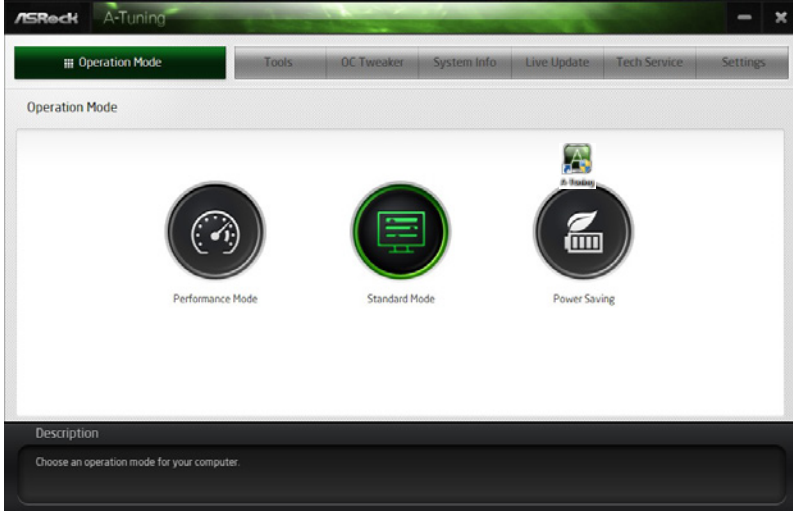 ASRock A-Tuning
Operation Mode Tools OC Tweaker System Info Live Update Tech Service Settings
Operation Mode
A-Tuning
Performance Mode Standard Mode Power Saving
Description
Choose an operation mode for your computer.